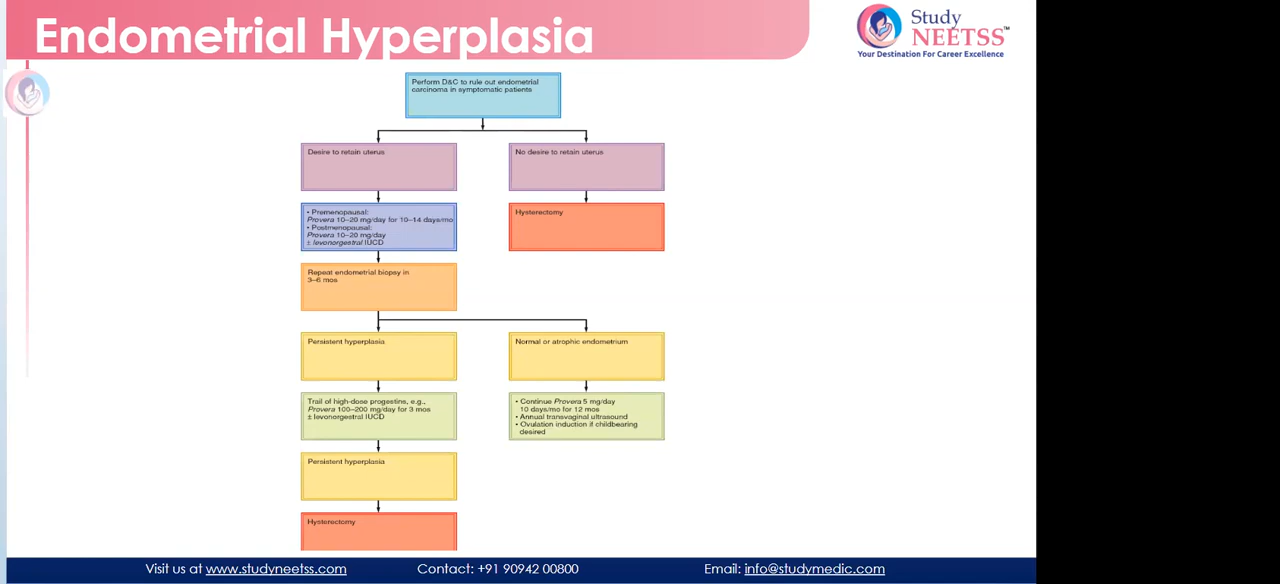 Endometrial Hyperplasia
Study
NEETSS™
Your Destination For Career Excellence
Perform D&C to rule out endometrial
carcinoma in symptomatic patients
Desire to retain uterus
No desire to retain uterus
• Premenopausal:
Provera 10–20 mg/day for 10–14 days/mo
• Postmenopausal:
Provera 10–20 mg/day
± levonorgestral IUCD
Hysterectomy
Repeat endometrial biopsy in
3–6 mos
Persistent hyperplasia
Normal or atrophic endometrium
Trail of high-dose progestins, e.g.,
Provera 100–200 mg/day for 3 mos
± levonorgestral IUCD
• Continue Provera 5 mg/day
10 days/mo for 12 mos
• Annual transvaginal ultrasound
• Ovulation induction if childbearing
desired
Persistent hyperplasia
Hysterectomy
Visit us at www.studyneetss.com
Contact: +91 90942 00800
Email: info@studymedic.com